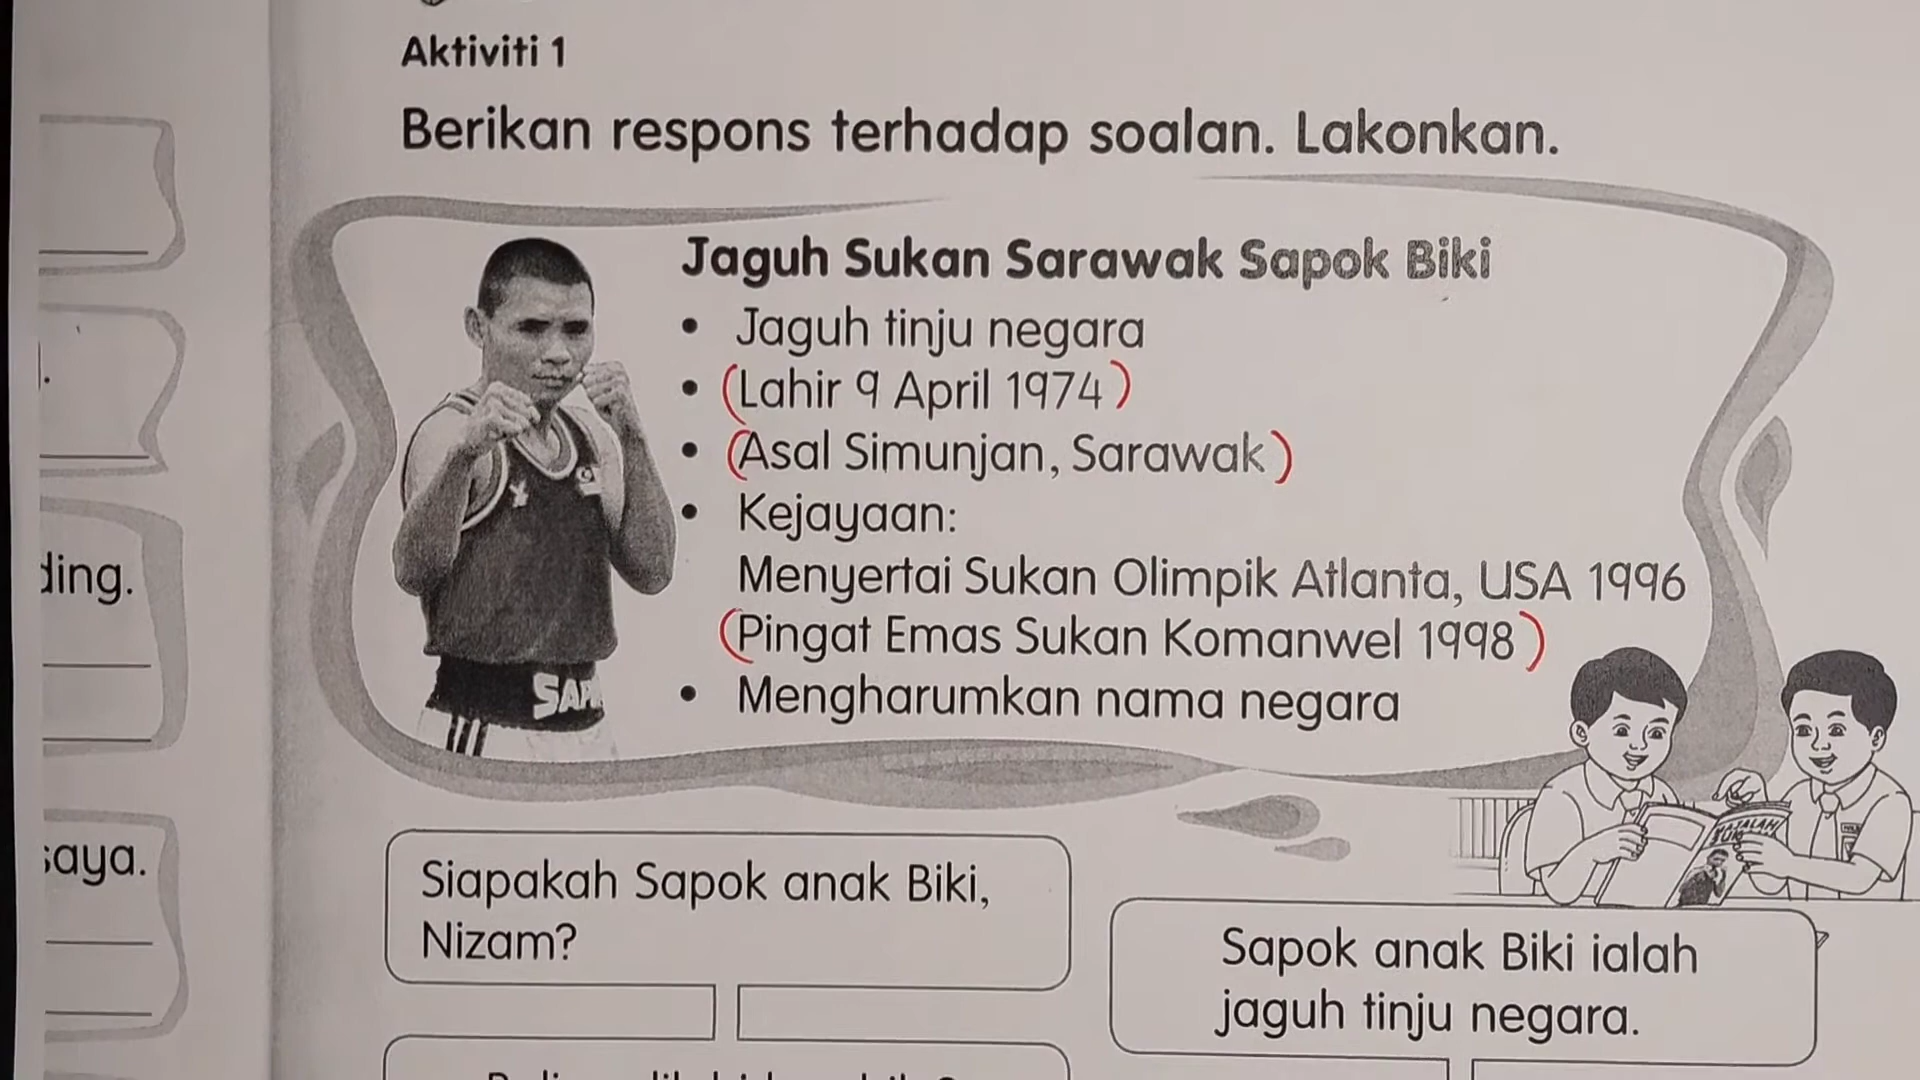 Aktiviti 1
Berikan respons terhadap soalan. Lakonkan.
Jaguh Sukan Sarawak Sapok Biki
• Jaguh tinju negara
• (Lahir 9 April 1974)
• (Asal Simunjan, Sarawak)
• Kejayaan:
Menyertai Sukan Olimpik Atlanta, USA 1996
(Pingat Emas Sukan Komanwel 1998)
• Mengharumkan nama negara
ding.
saya.
Siapakah Sapok anak Biki,
Nizam?
Sapok anak Biki ialah
jaguh tinju negara.